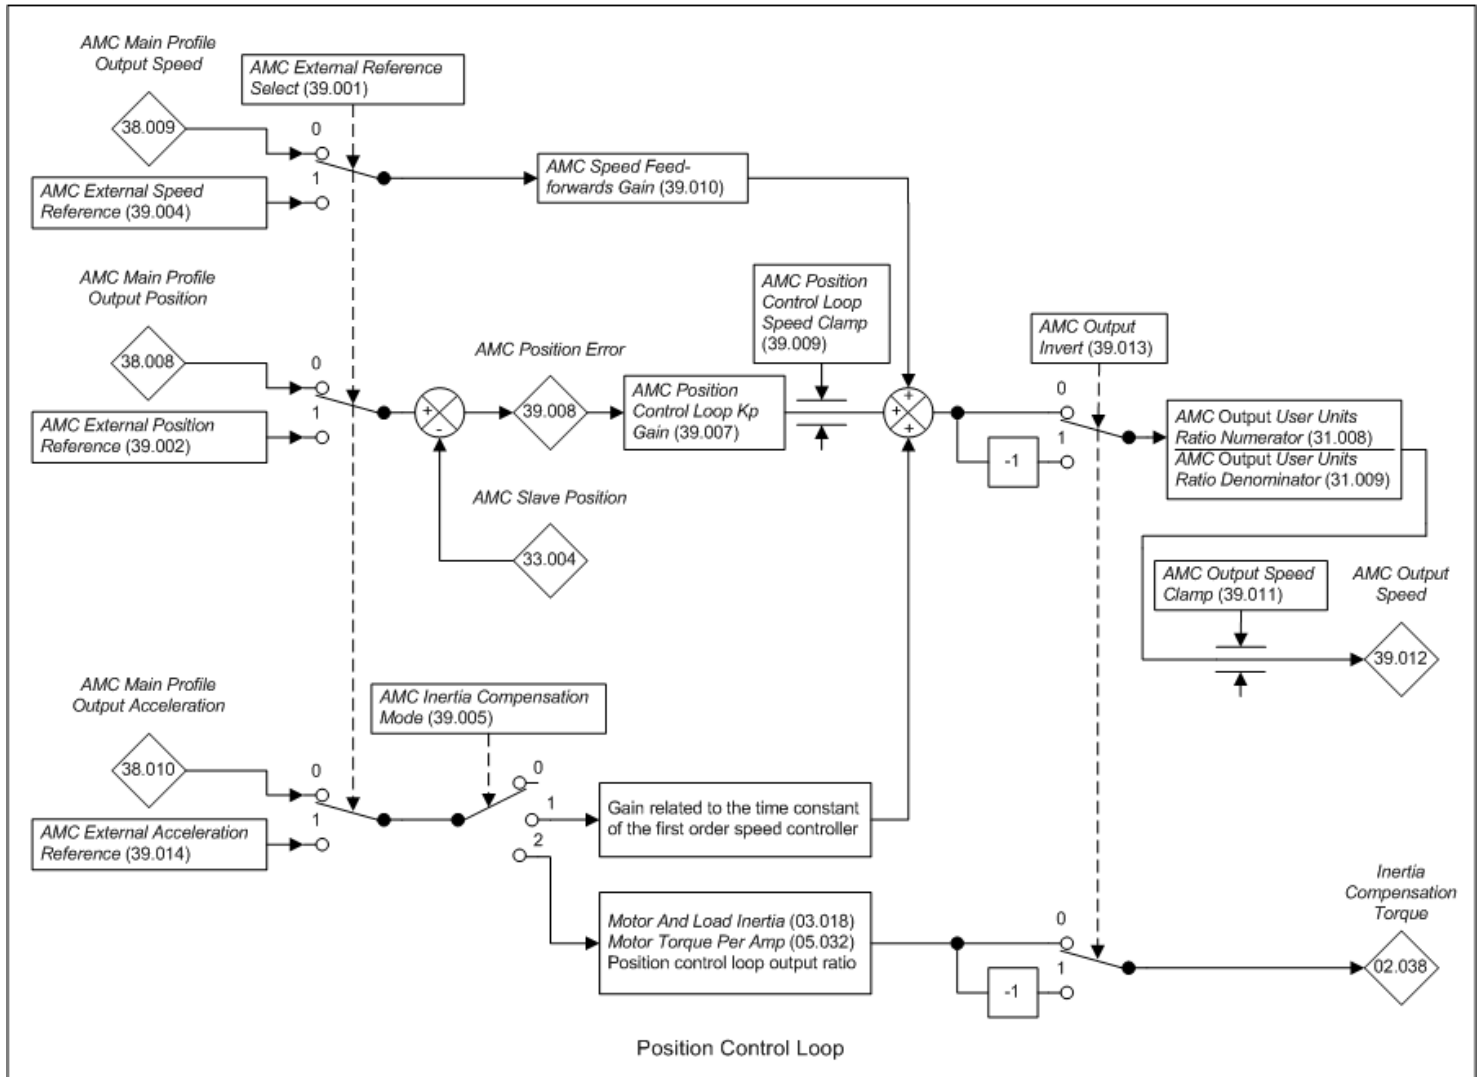 AMC Main Profile
Output Speed
38.009
AMC External Reference
Select (39.001)
0
1
AMC External Speed
Reference (39.004)
AMC Speed Feed-
forwards Gain (39.010)
AMC Main Profile
Output Position
38.008
0
1
AMC External Position
Reference (39.002)
+
-
AMC Position Error
39.008
AMC Position
Control Loop Kp
Gain (39.007)
AMC Position
Control Loop
Speed Clamp
(39.009)
+
+
+
AMC Slave Position
33.004
AMC Output
Invert (39.013)
0
1
-1
AMC Output User Units
Ratio Numerator (31.008)
AMC Output User Units
Ratio Denominator (31.009)
AMC Output Speed
Clamp (39.011)
AMC Output
Speed
39.012
AMC Main Profile
Output Acceleration
38.010
0
1
AMC External Acceleration
Reference (39.014)
AMC Inertia Compensation
Mode (39.005)
0
1
2
Gain related to the time constant
of the first order speed controller
Motor And Load Inertia (03.018)
Motor Torque Per Amp (05.032)
Position control loop output ratio
0
1
-1
Inertia
Compensation
Torque
02.038
Position Control Loop